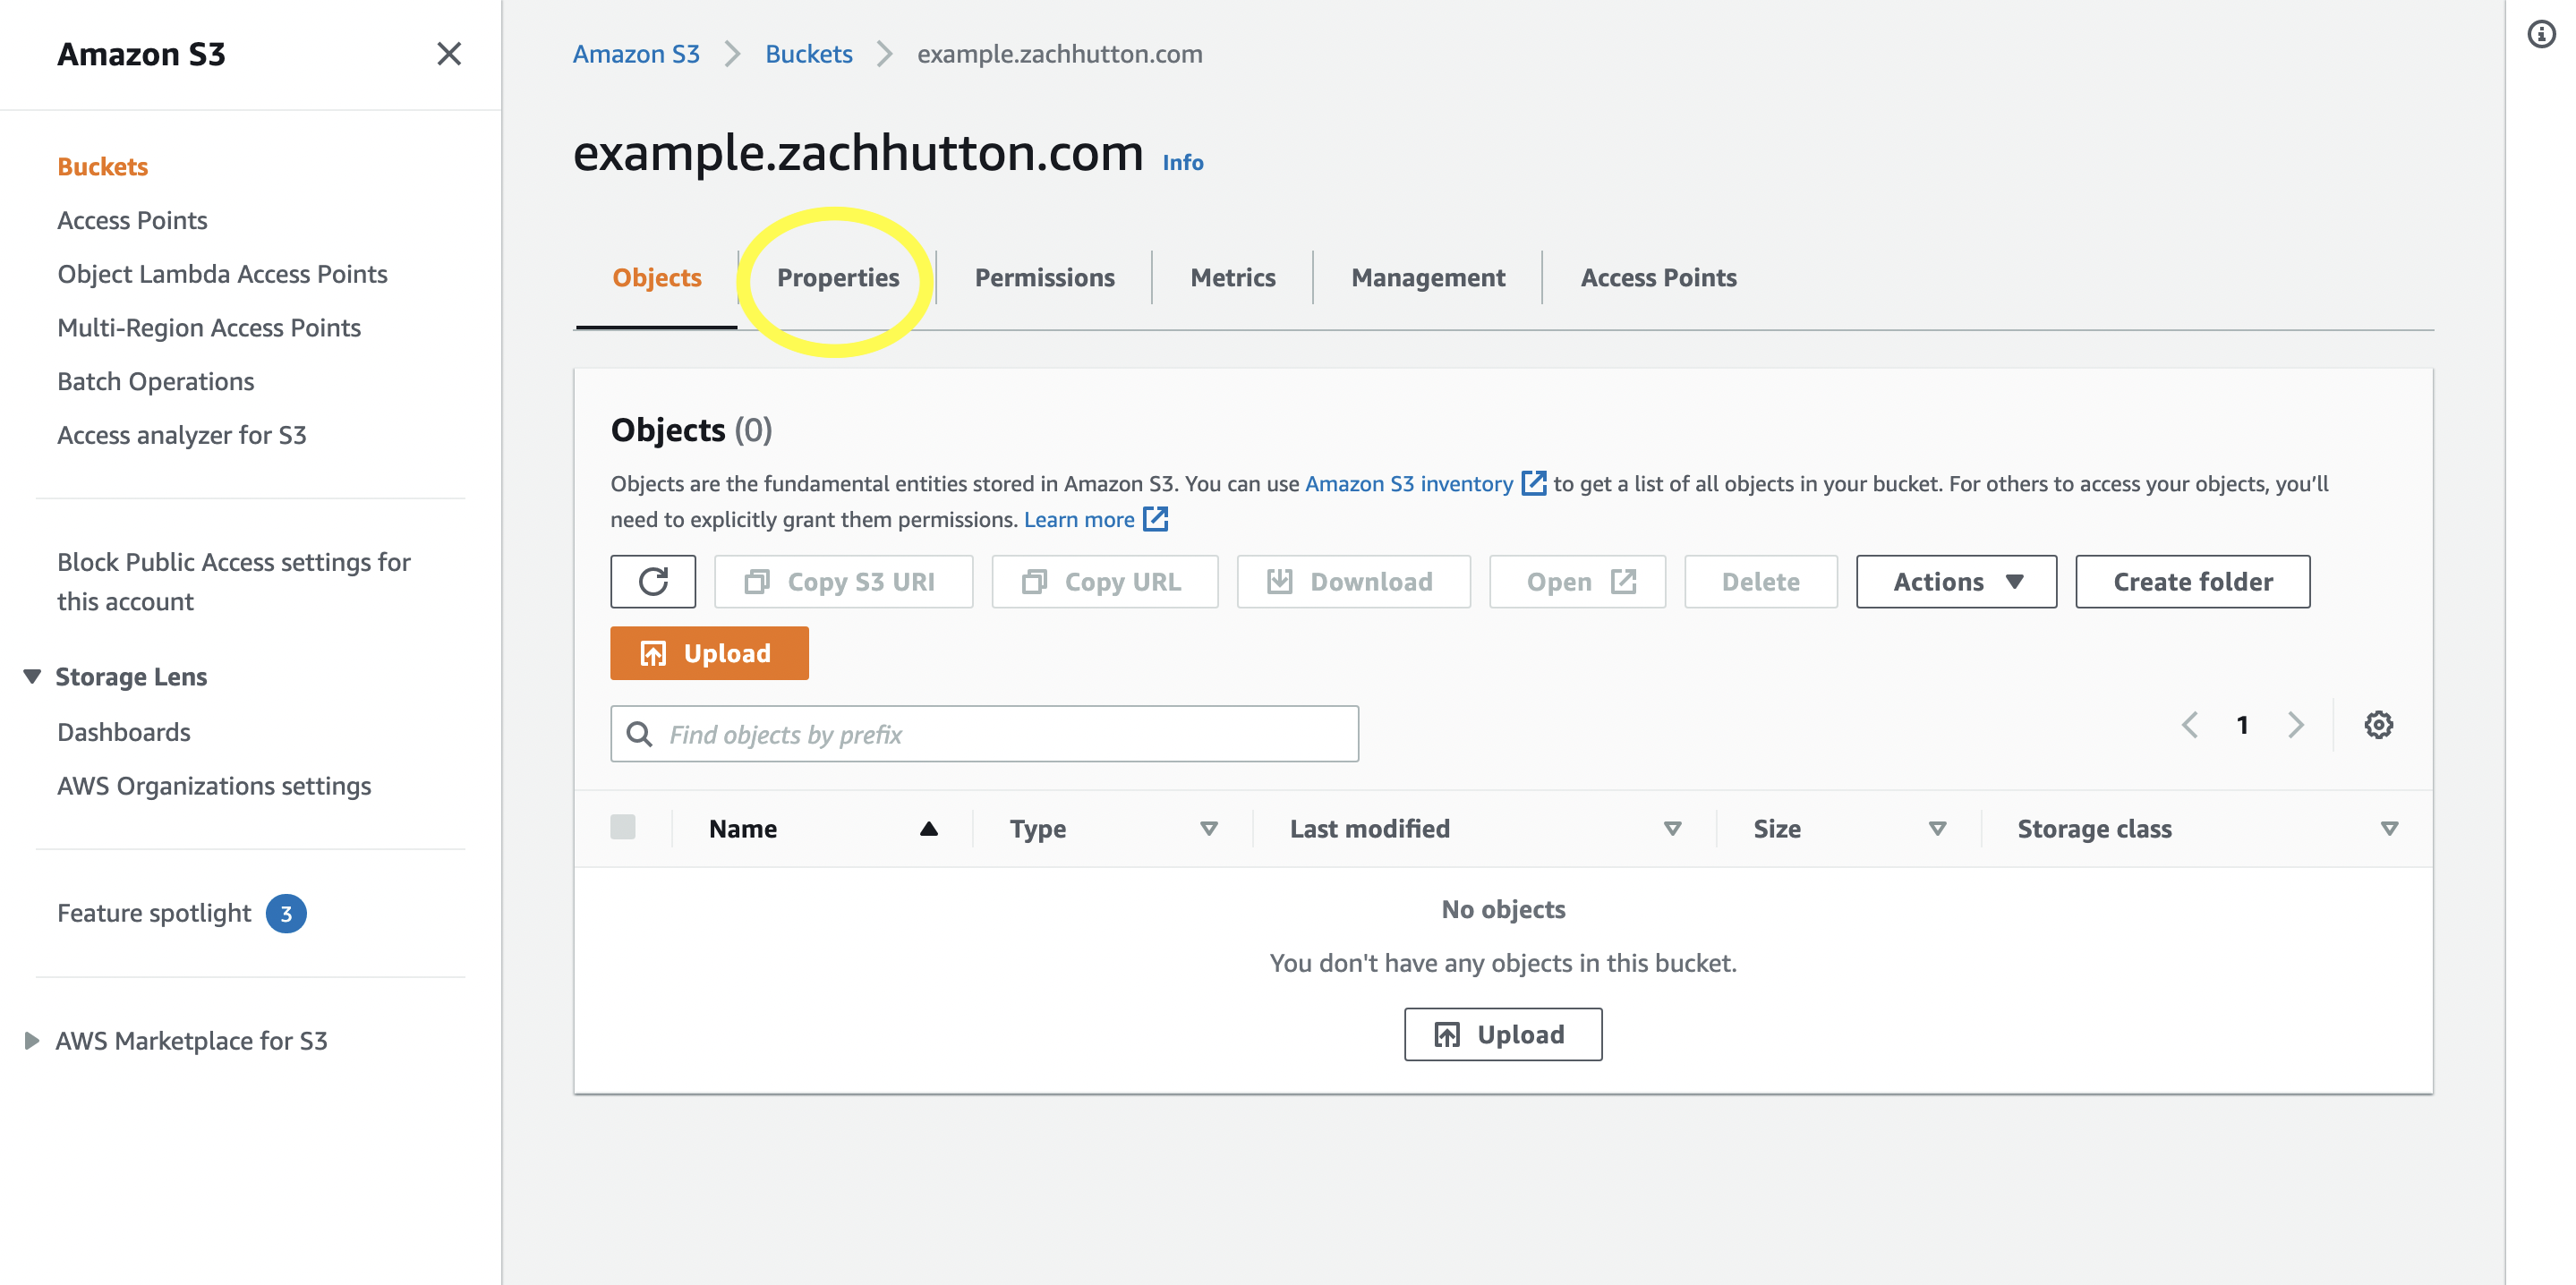 Amazon S3
Buckets
Access Points
Object Lambda Access Points
Multi-Region Access Points
Batch Operations
Access analyzer for S3
Block Public Access settings for
this account
Storage Lens
Dashboards
AWS Organizations settings
Feature spotlight 3
AWS Marketplace for S3
Amazon S3 > Buckets > example.zachhutton.com
example.zachhutton.com Info
Objects Properties Permissions Metrics Management Access Points
Objects (0)
Objects are the fundamental entities stored in Amazon S3. You can use Amazon S3 inventory to get a list of all objects in your bucket. For others to access your objects, you’ll
need to explicitly grant them permissions. Learn more
Copy S3 URI Copy URL Download Open Delete Actions Create folder
Upload
Find objects by prefix 1
Name Type Last modified Size Storage class
No objects
You don't have any objects in this bucket.
Upload